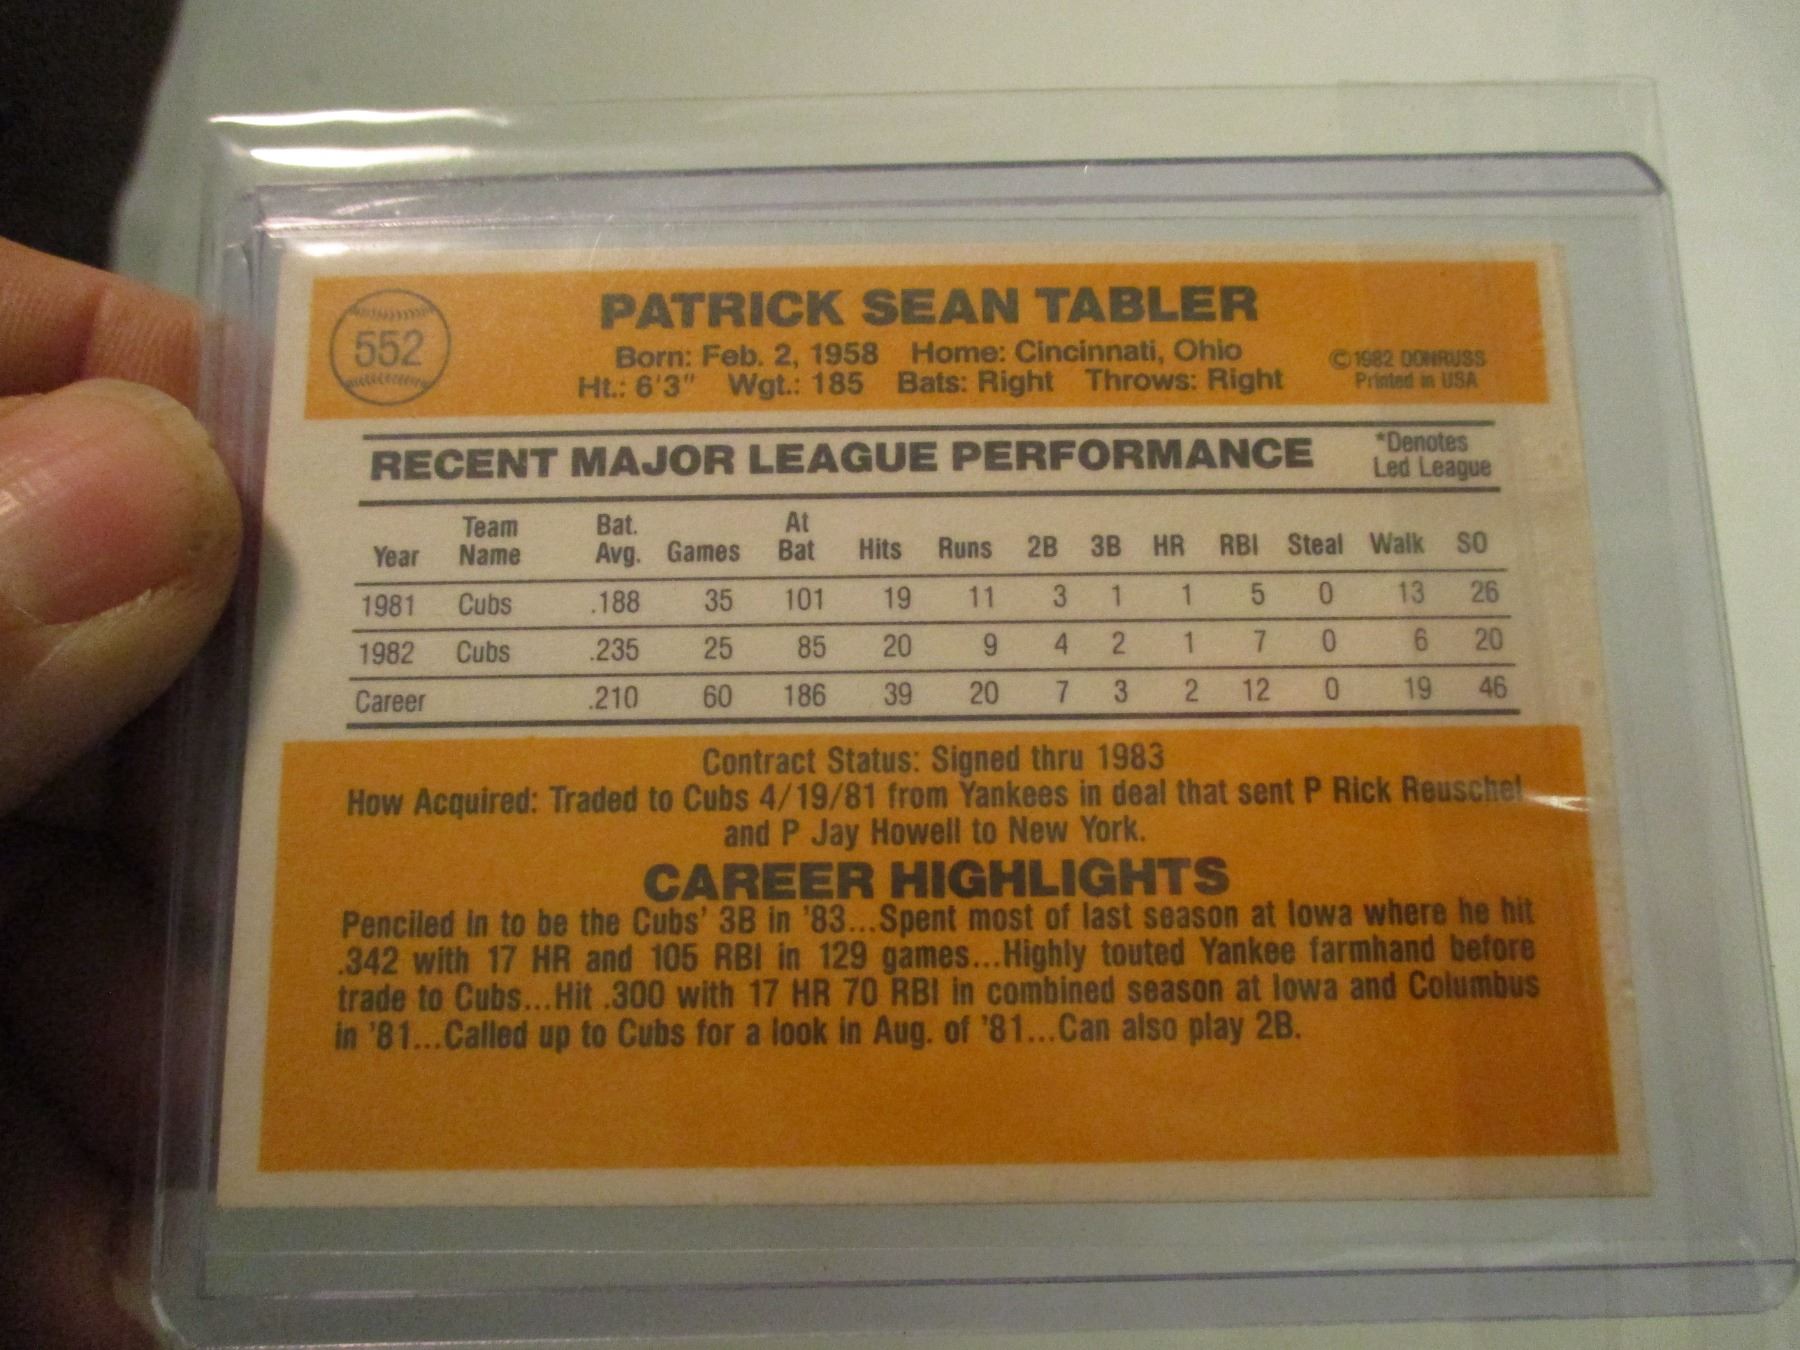 552
PATRICK SEAN TABLER
Born: Feb. 2, 1958 Home: Cincinnati, Ohio
Ht.: 6'3" Wgt.: 185 Bats: Right Throws: Right
©1982 DONRUSS
Printed in USA
RECENT MAJOR LEAGUE PERFORMANCE
*Denotes
Led League
Year Team Name Bat. Avg. Games At Bat Hits Runs 2B 3B HR RBI Steal Walk SO
1981 Cubs .188 35 101 19 11 3 1 1 5 0 13 26
1982 Cubs .235 25 85 20 9 4 2 1 7 0 6 20
Career .210 60 186 39 20 7 3 2 12 0 19 46
Contract Status: Signed thru 1983
How Acquired: Traded to Cubs 4/19/81 from Yankees in deal that sent P Rick Reuschel
and P Jay Howell to New York.
CAREER HIGHLIGHTS
Penciled in to be the Cubs' 3B in '83...Spent most of last season at Iowa where he hit
.342 with 17 HR and 105 RBI in 129 games...Highly touted Yankee farmhand before
trade to Cubs...Hit .300 with 17 HR 70 RBI in combined season at Iowa and Columbus
in '81...Called up to Cubs for a look in Aug. of '81...Can also play 2B.